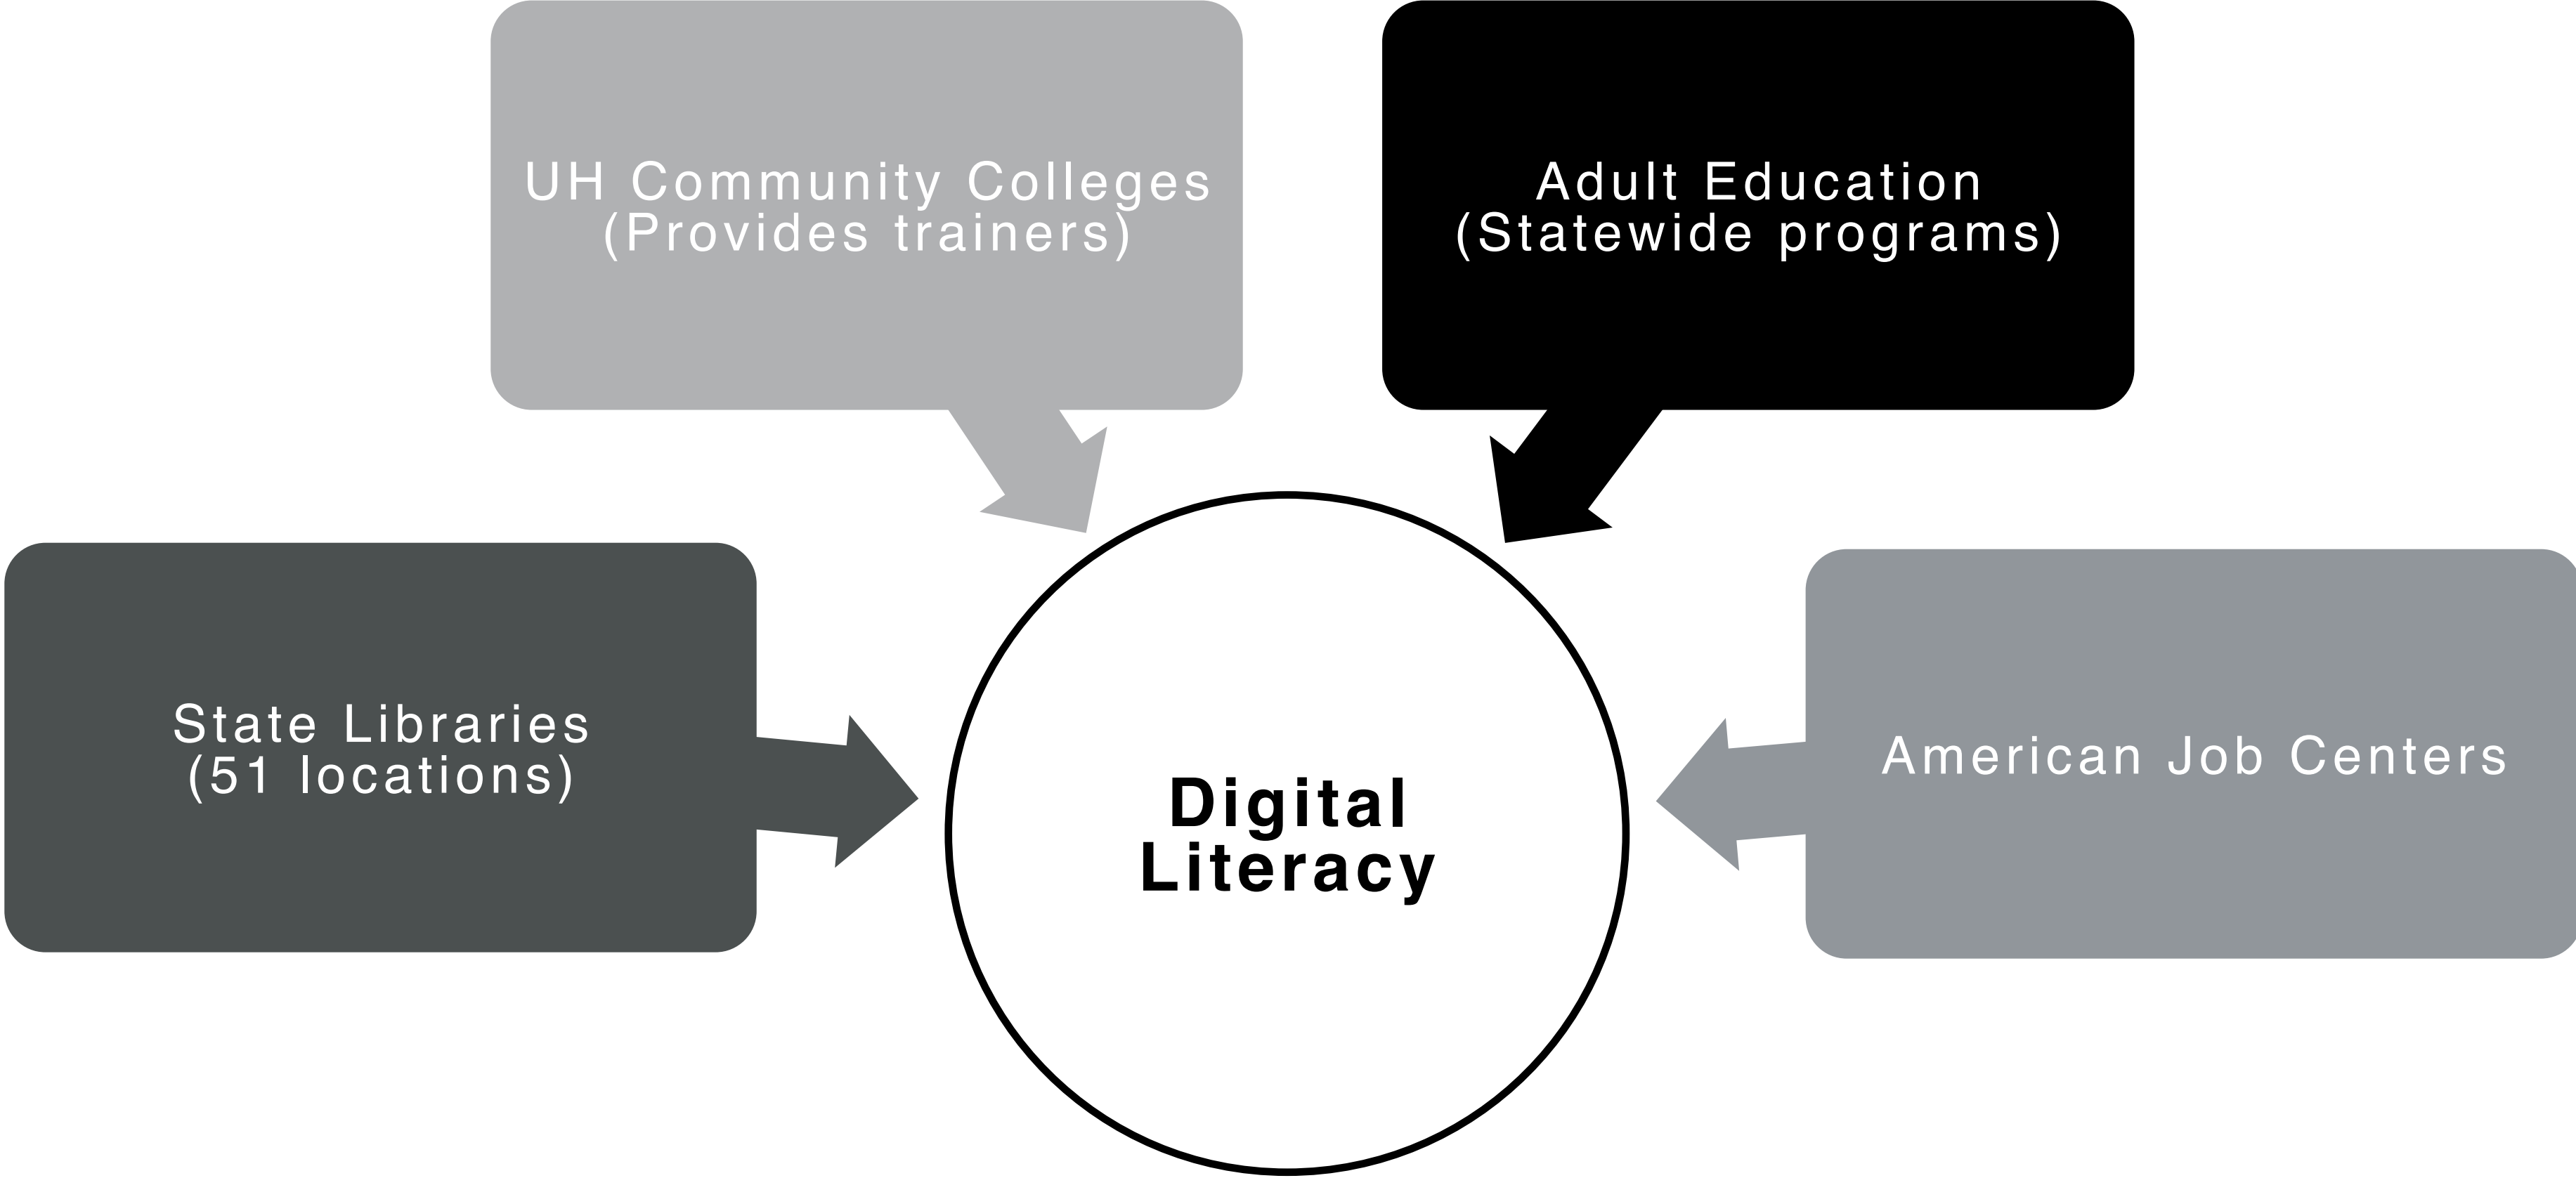 UH Community Colleges
(Provides trainers)
Adult Education
(Statewide programs)
State Libraries
(51 locations)
American Job Centers
Digital
Literacy